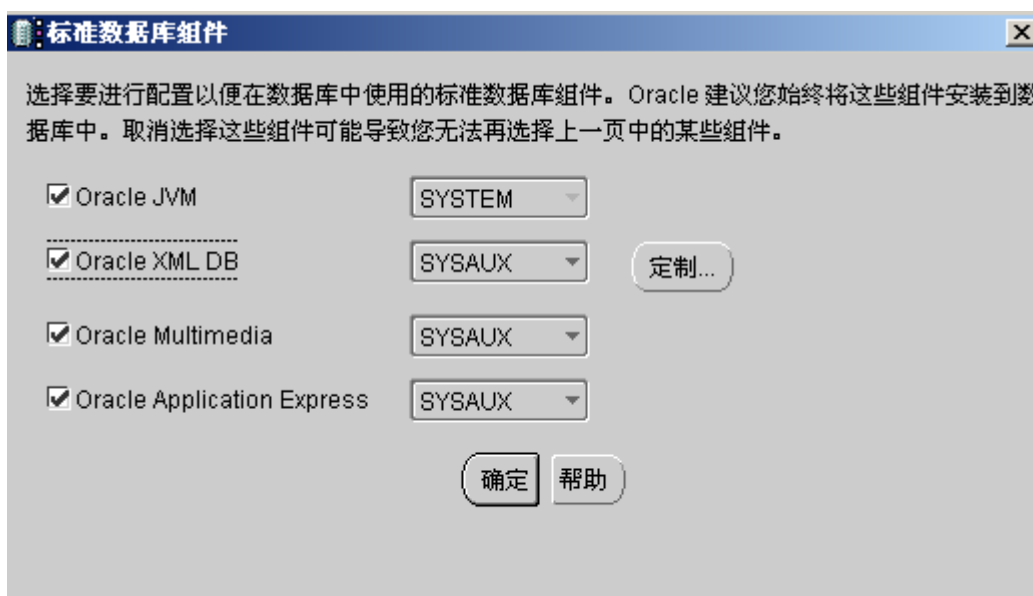 标准数据库组件
选择要进行配置以便在数据库中使用的标准数据库组件。Oracle 建议您始终将这些组件安装到数
据库中。取消选择这些组件可能导致您无法再选择上一页中的某些组件。
Oracle JVM SYSTEM
Oracle XML DB SYSAUX 定制...
Oracle Multimedia SYSAUX
Oracle Application Express SYSAUX
确定 帮助